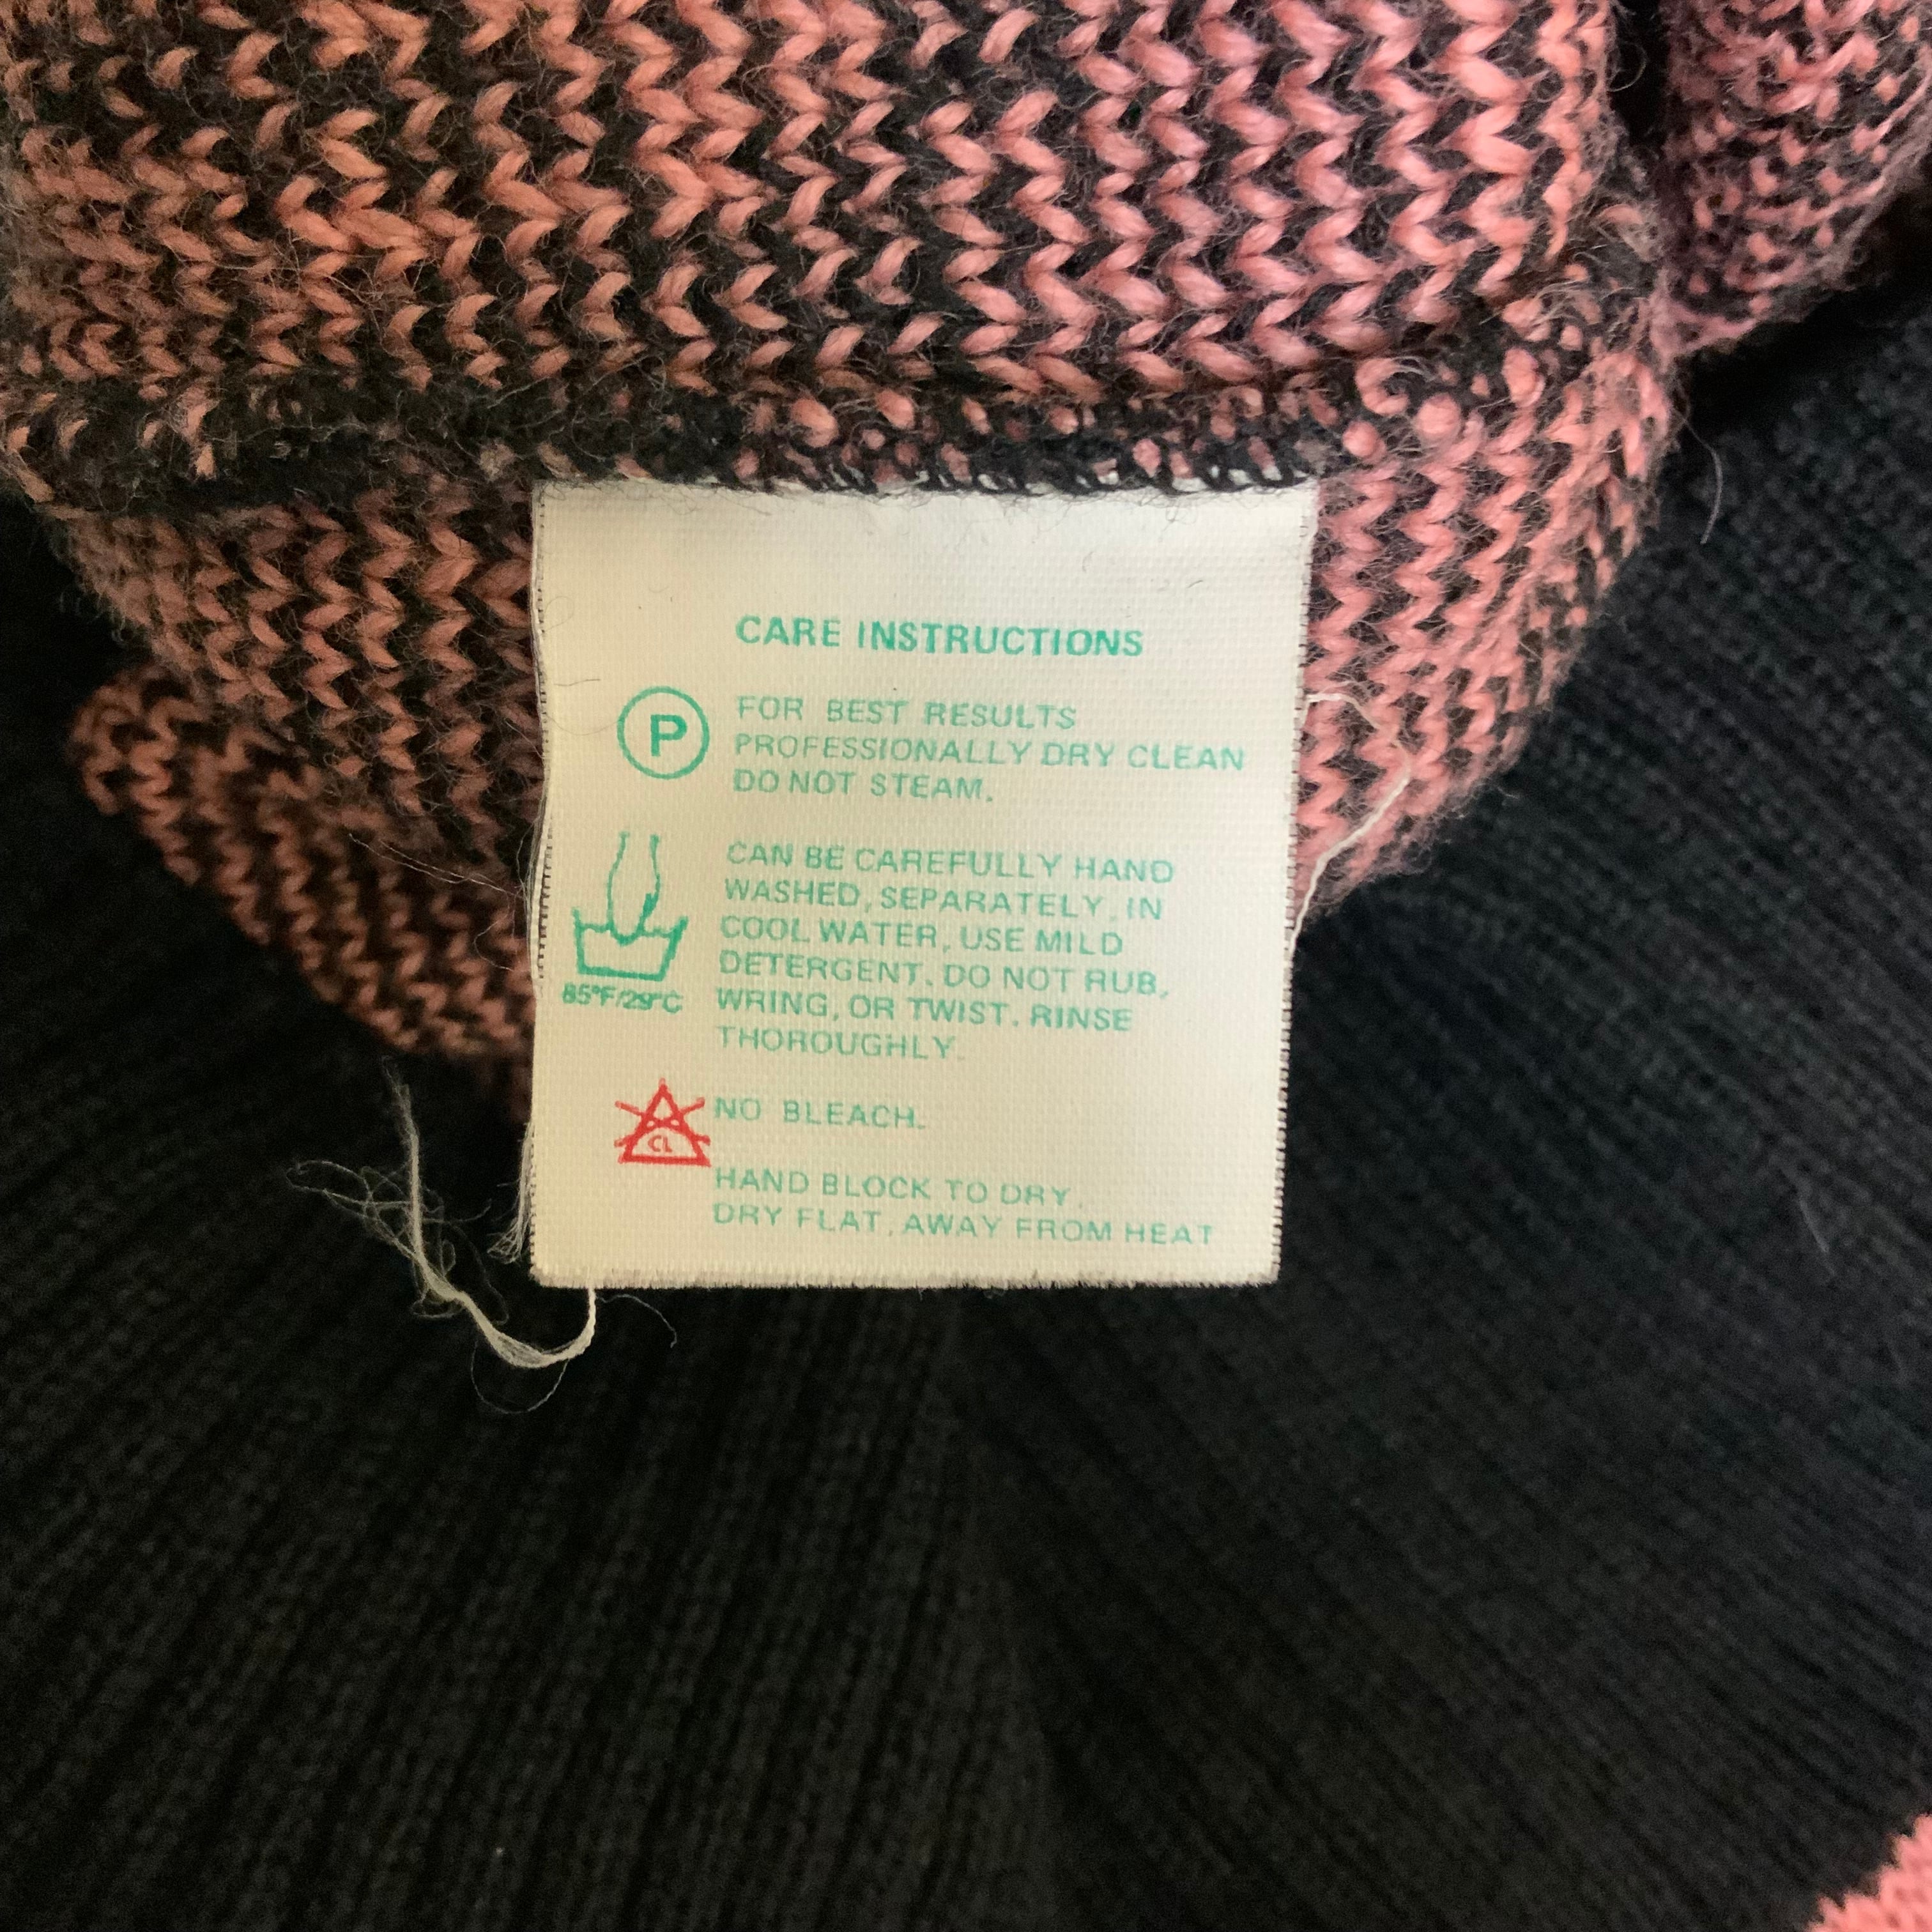 CARE INSTRUCTIONS
P
FOR BEST RESULTS
PROFESSIONALLY DRY CLEAN
DO NOT STEAM.
CAN BE CAREFULLY HAND
WASHED, SEPARATELY, IN
COOL WATER, USE MILD
DETERGENT. DO NOT RUB,
WRING, OR TWIST. RINSE
THOROUGHLY.
85°F/29°C
CL
NO BLEACH.
HAND BLOCK TO DRY
DRY FLAT, AWAY FROM HEAT